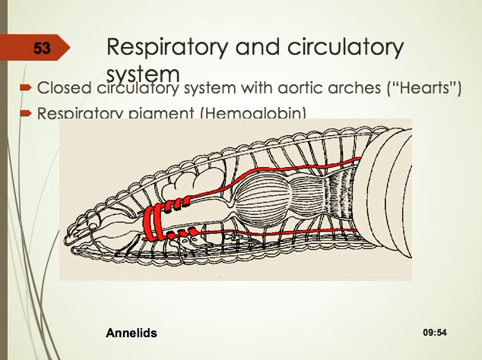 53
Respiratory and circulatory
system
Closed circulatory system with aortic arches (“Hearts”)
Respiratory pigment (Hemoglobin)
Annelids
09:54